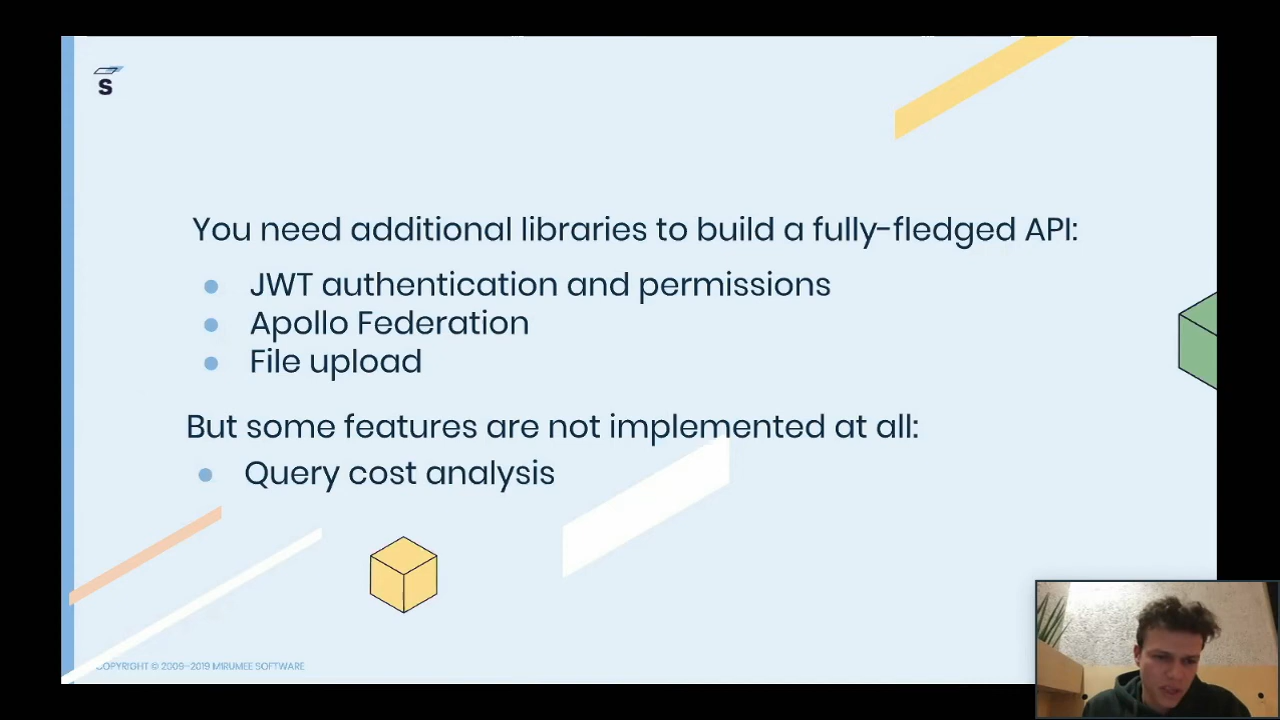 S
You need additional libraries to build a fully-fledged API:
JWT authentication and permissions
Apollo Federation
File upload
But some features are not implemented at all:
Query cost analysis
COPYRIGHT © 2009–2019 MIRUMEE SOFTWARE